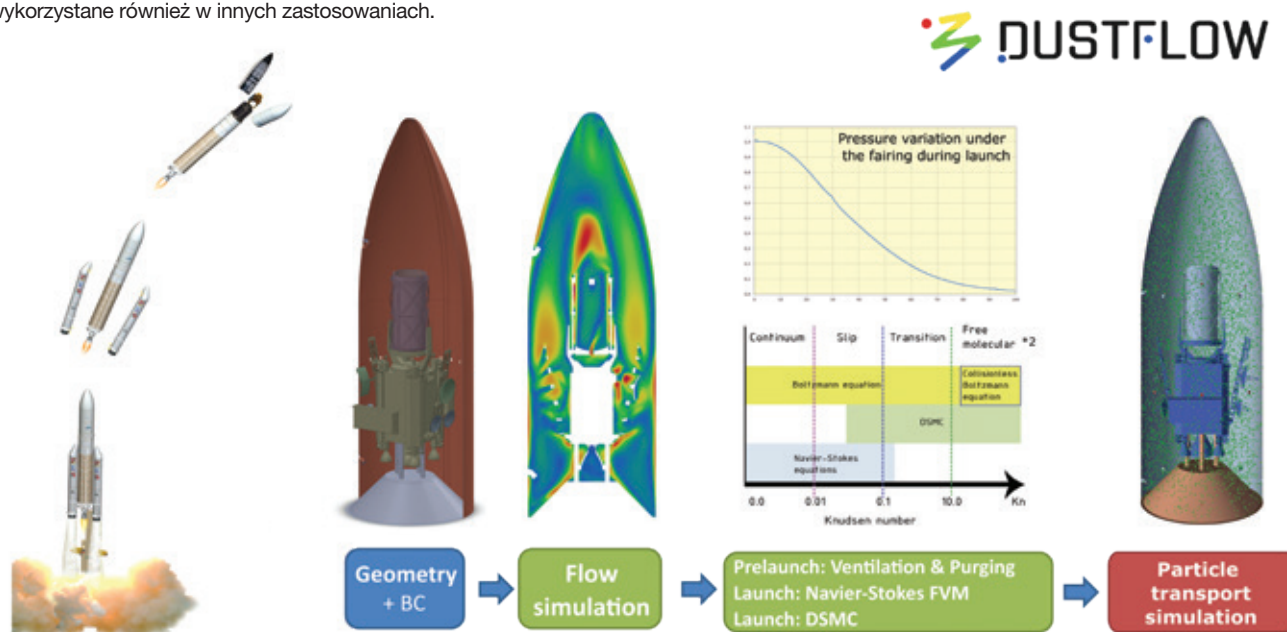 wykorzystane również w innych zastosowaniach.
DUSTFLOW
Pressure variation under
the fairing during launch
Continuum Slip Transition Free
molecular *2
Boltzmann equation
Collisionless
Boltzmann
equation
DSMC
Navier-Stokes
equations
0.0 0.01 0.1 10.0 Kn
Knudsen number
Geometry
+ BC
Flow
simulation
Prelaunch: Ventilation & Purging
Launch: Navier-Stokes FVM
Launch: DSMC
Particle
transport
simulation